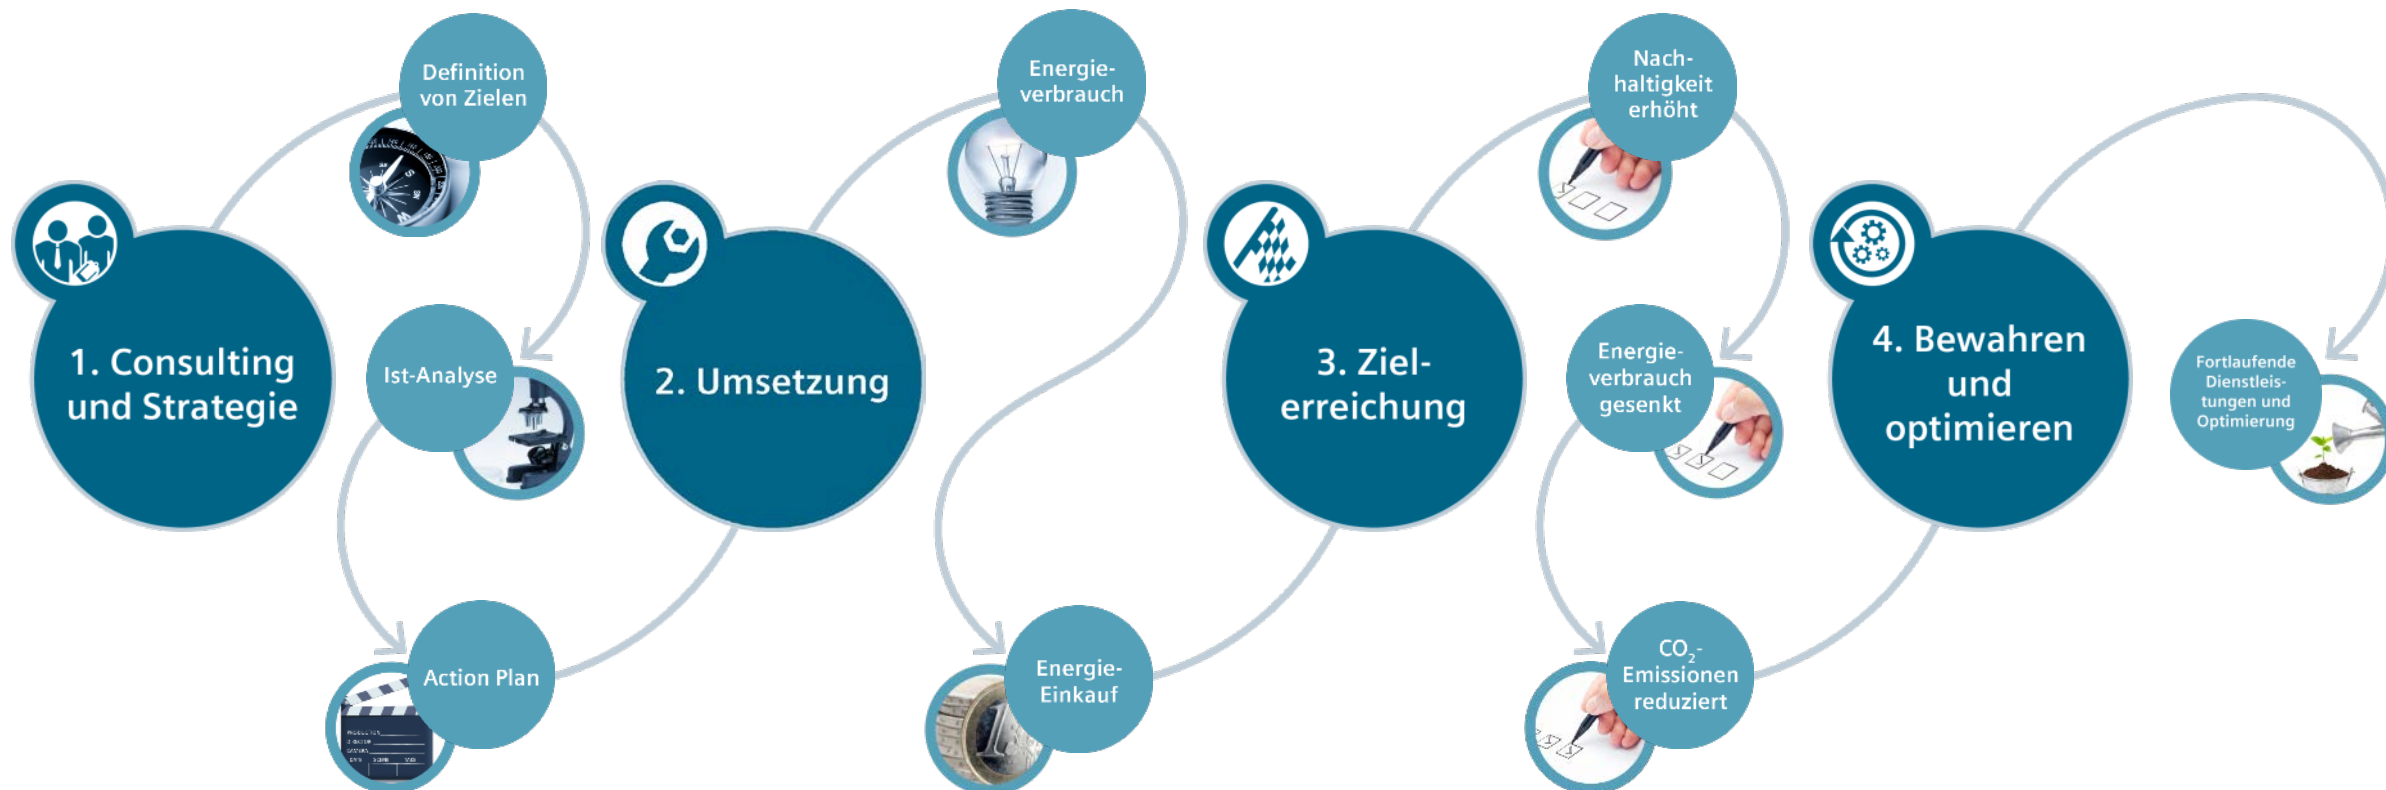 1. Consulting
und Strategie
Definition
von Zielen
Ist-Analyse
Action Plan
2. Umsetzung
Energie-
verbrauch
Energie-
Einkauf
3. Ziel-
erreichung
Nach-
haltigkeit
erhöht
Energie-
verbrauch
gesenkt
CO₂-
Emissionen
reduziert
4. Bewahren
und
optimieren
Fortlaufende
Dienstleis-
tungen und
Optimierung